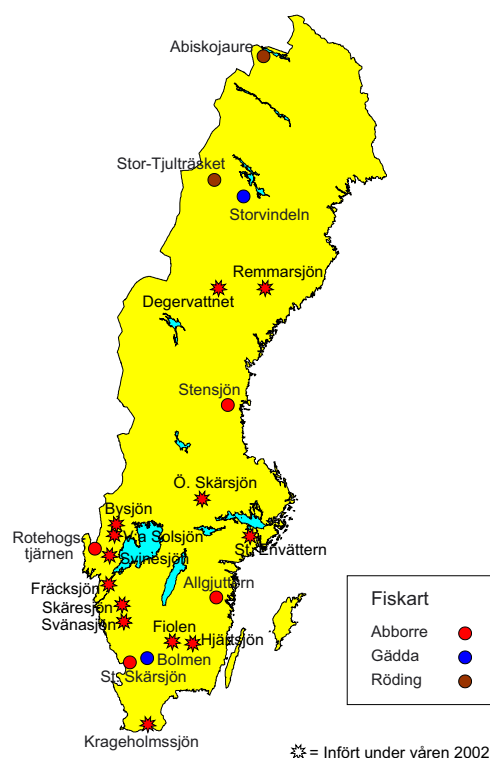 Abiskojaure
Stor-Tjulträsket
Storvindeln
Remmarsjön
Degervattnet
Stensjön
Ö. Skärsjön
Bysjön
V:a Solsjön
Rotehogs-
tjärnen
St. Envättern
Svinesjön
Fräcksjön
Allgjuttern
Skäresjön
Svänasjön
Fiolen
Hjärtsjön
Bolmen
St. Skärsjön
Krageholmssjön
Fiskart
Abborre
Gädda
Röding
= Infört under våren 2002